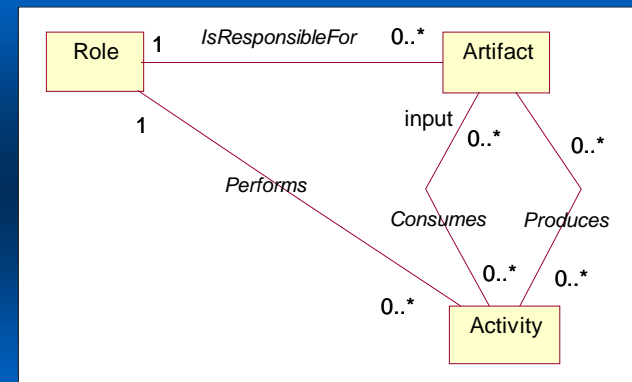 IsResponsibleFor
1
0..*
Role
Artifact
1
input
0..*
0..*
Performs
Consumes
Produces
0..*
0..*
0..*
Activity